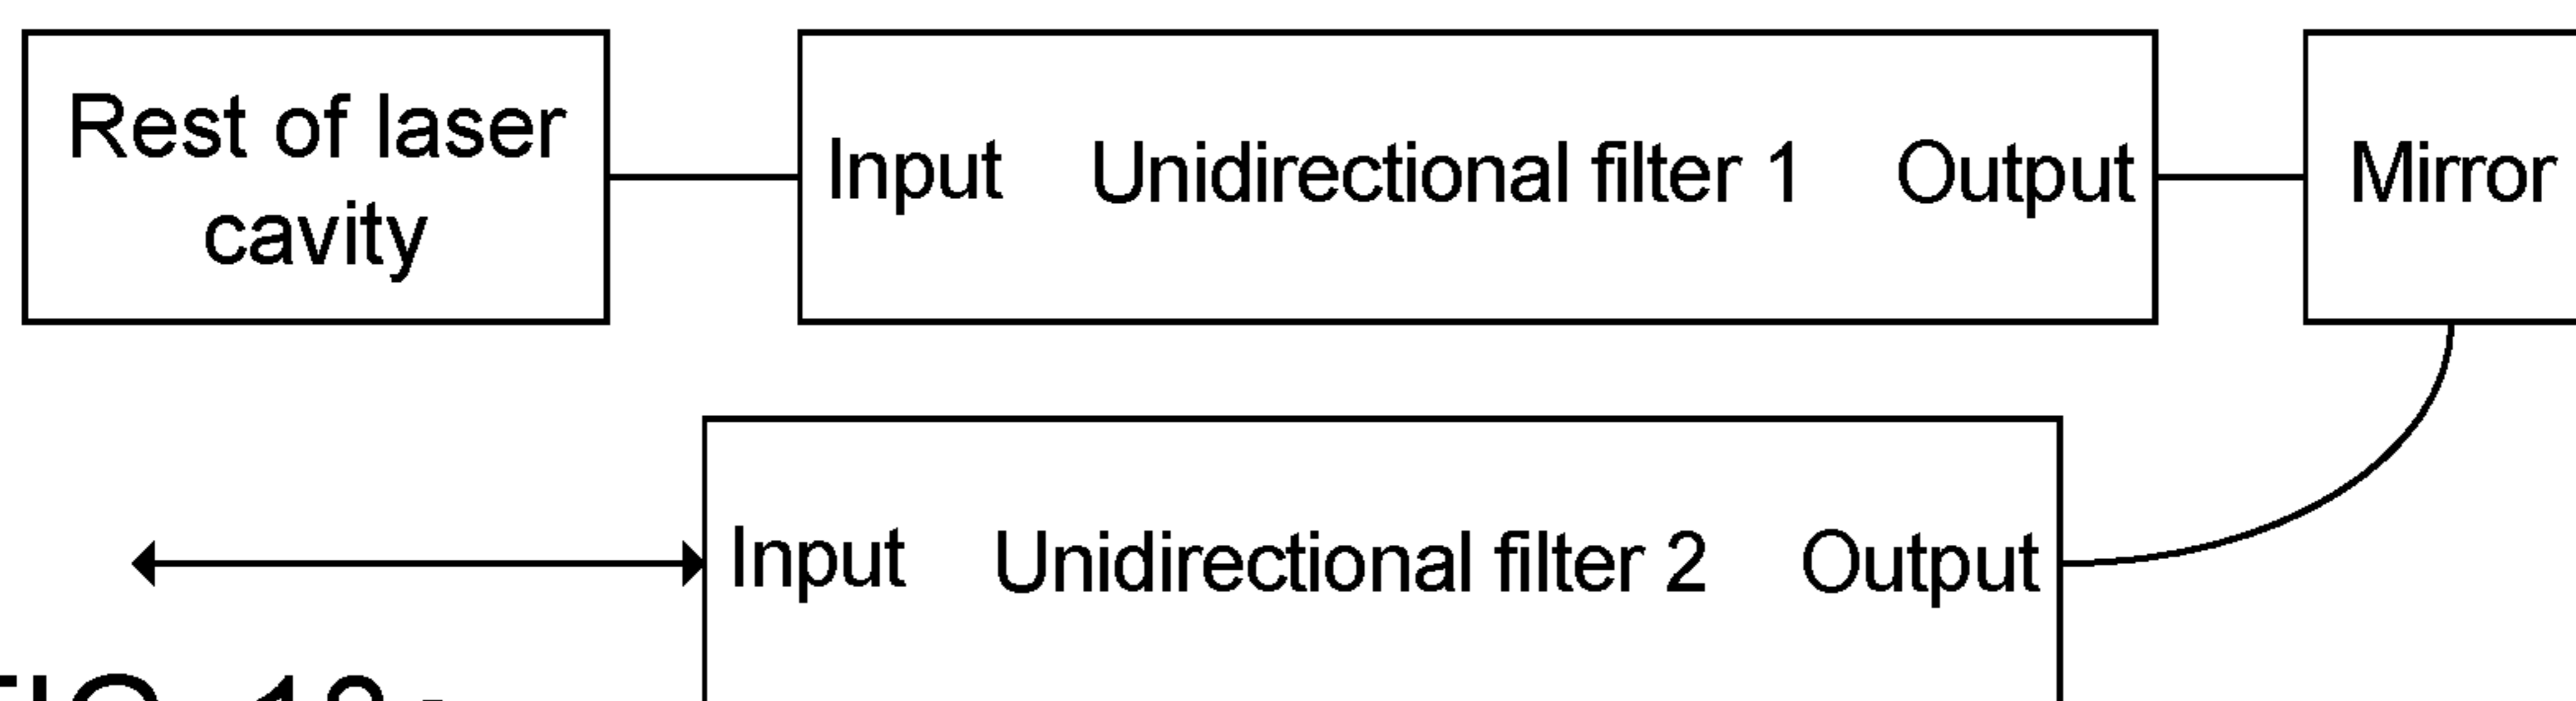 Rest of laser
cavity
Input Unidirectional filter 1 Output
Mirror
Input Unidirectional filter 2 Output